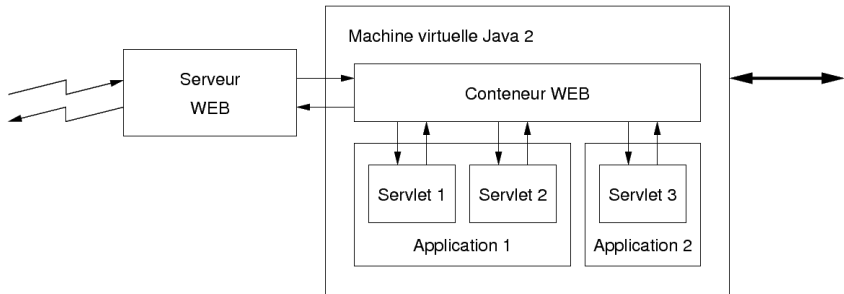 Machine virtuelle Java 2
Serveur
WEB
Conteneur WEB
Servlet 1
Servlet 2
Servlet 3
Application 1
Application 2